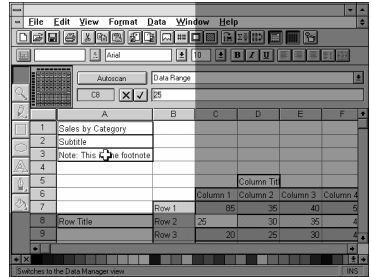 File Edit View Format Data Window Help
Arial 10 B I U
Autoscan Data Range
C8 25
A B C D E F
1 Sales by Category
2 Subtitle
3 Note: This the footnote
4
5 Column Titl
6 Column 1 Column 2 Column 3 Column 4
7 Row 1 85 35 40 5
8 Row Title Row 2 25 30 35 4
9 Row 3 20 25 30 4
Switches to the Data Manager view INS